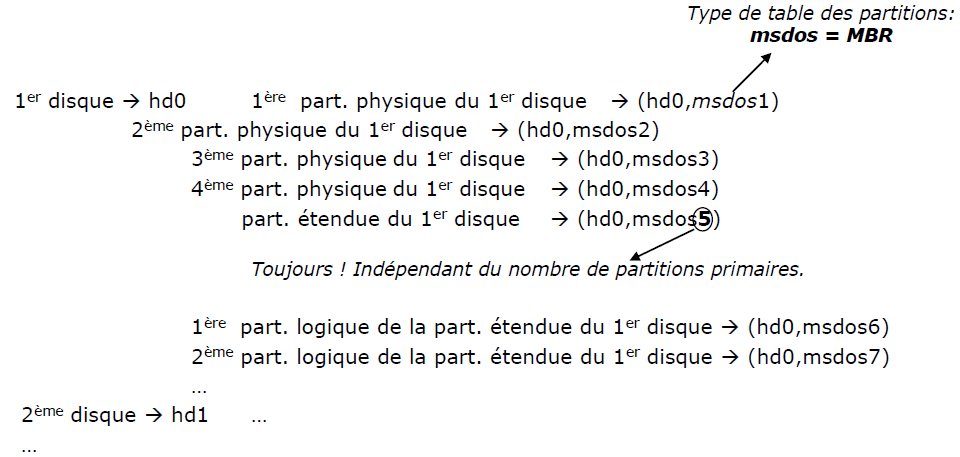 Type de table des partitions:
msdos = MBR
1er disque → hd0 1ère part. physique du 1er disque → (hd0,msdos1)
2ème part. physique du 1er disque → (hd0,msdos2)
3ème part. physique du 1er disque → (hd0,msdos3)
4ème part. physique du 1er disque → (hd0,msdos4)
part. étendue du 1er disque → (hd0,msdos5)
Toujours ! Indépendant du nombre de partitions primaires.
1ère part. logique de la part. étendue du 1er disque → (hd0,msdos6)
2ème part. logique de la part. étendue du 1er disque → (hd0,msdos7)
…
2ème disque → hd1 …
…